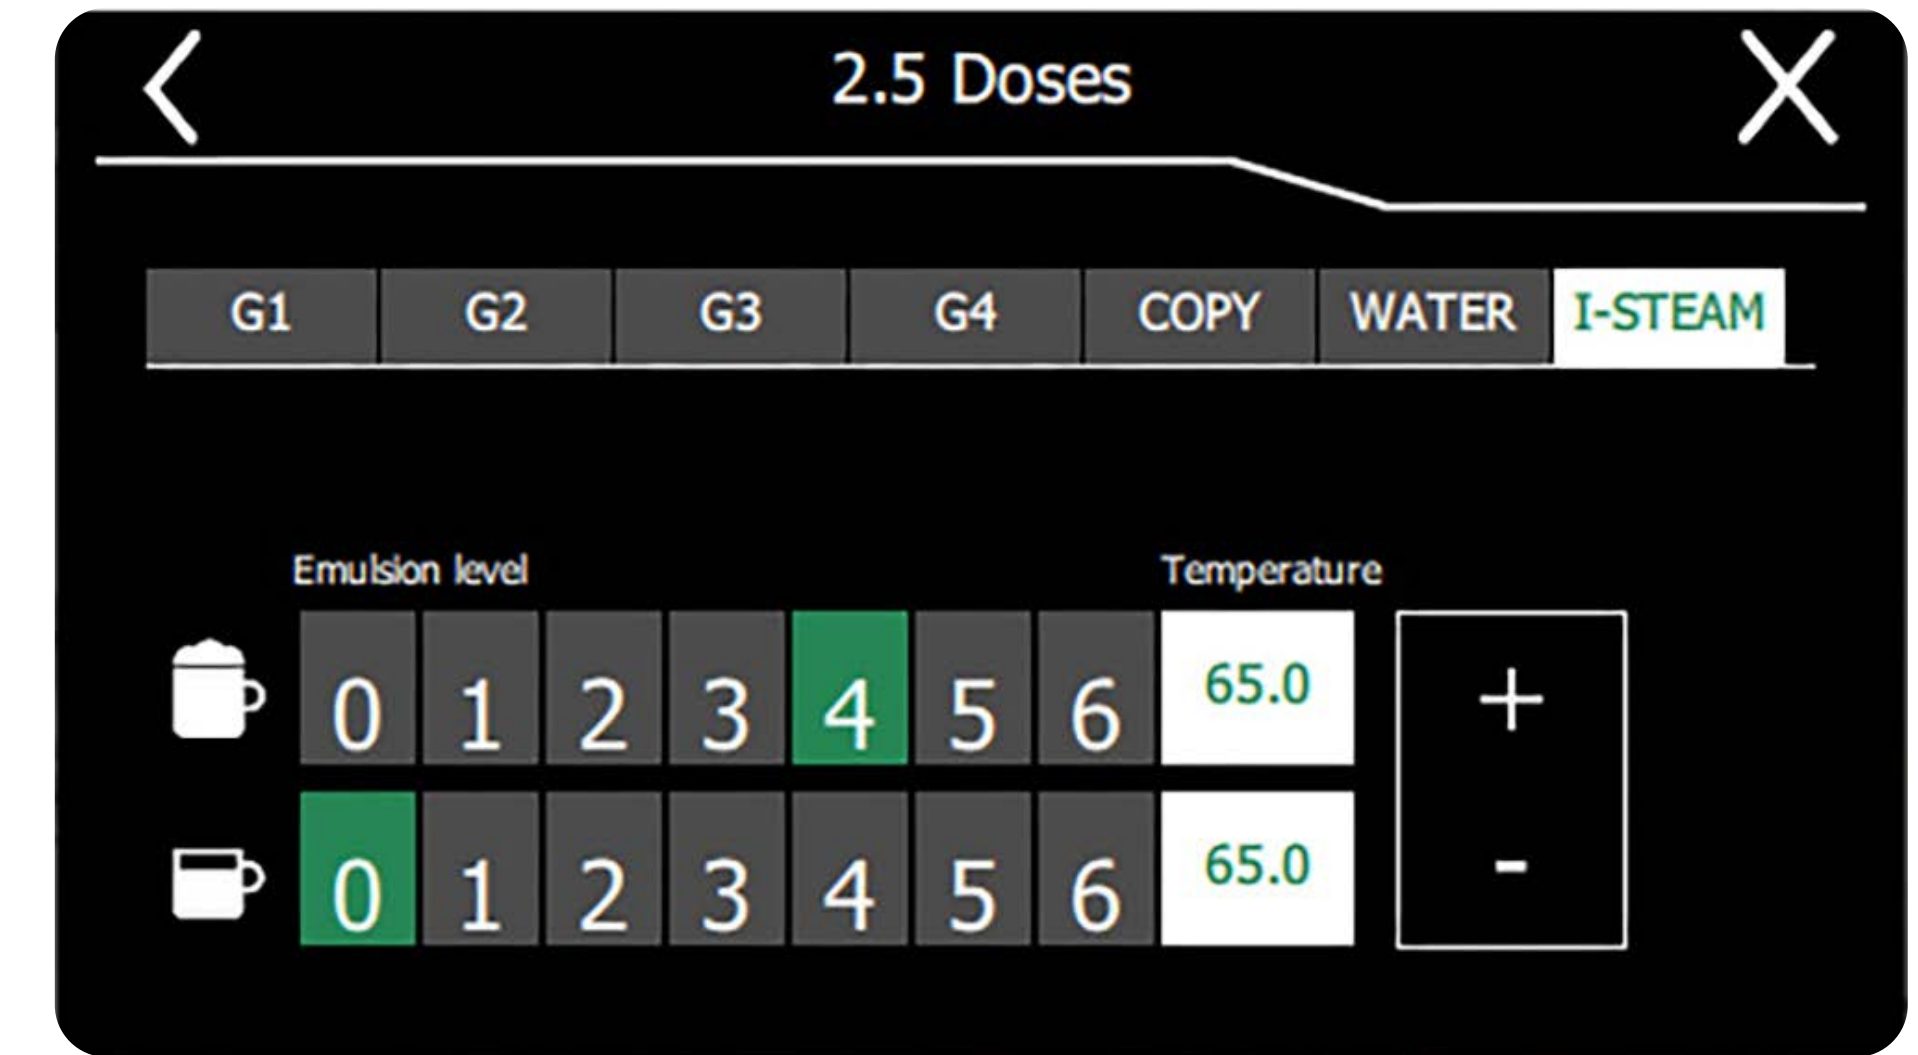 2.5 Doses
G1 G2 G3 G4 COPY WATER I-STEAM
Emulsion level Temperature
0 1 2 3 4 5 6 65.0 +
0 1 2 3 4 5 6 65.0 -